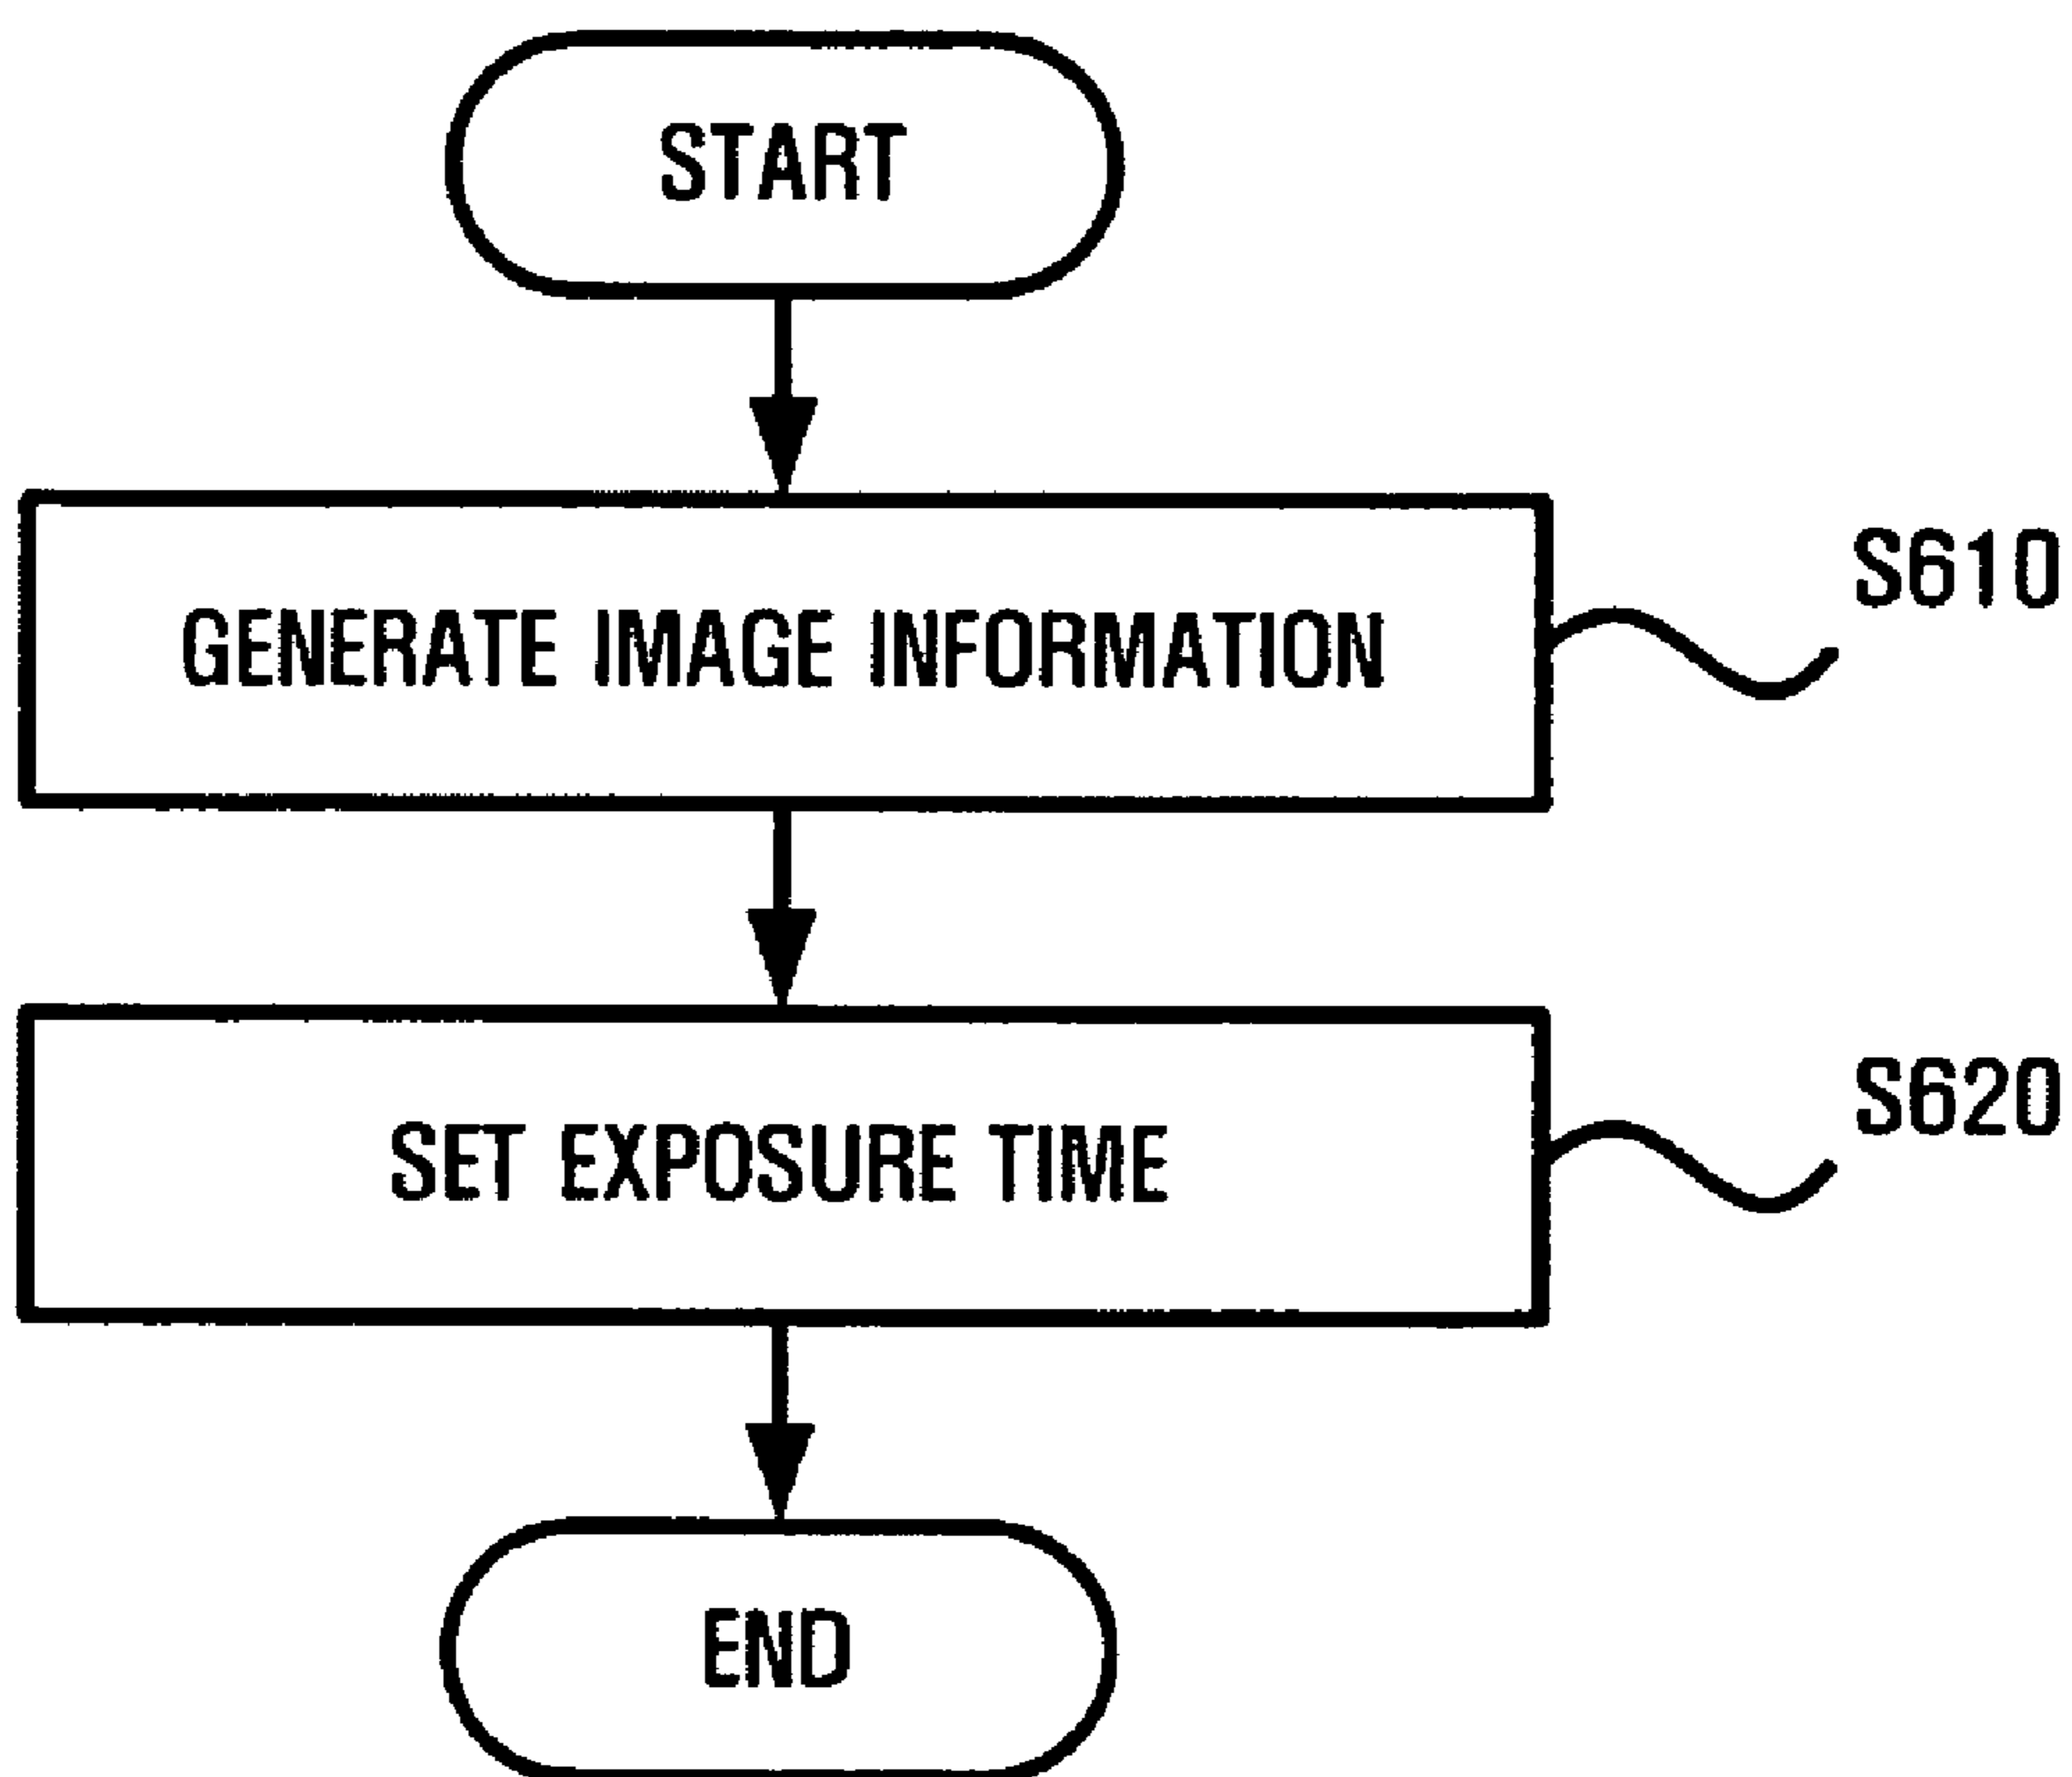 START
GENERATE IMAGE INFORMATION
S610
SET EXPOSURE TIME
S620
END